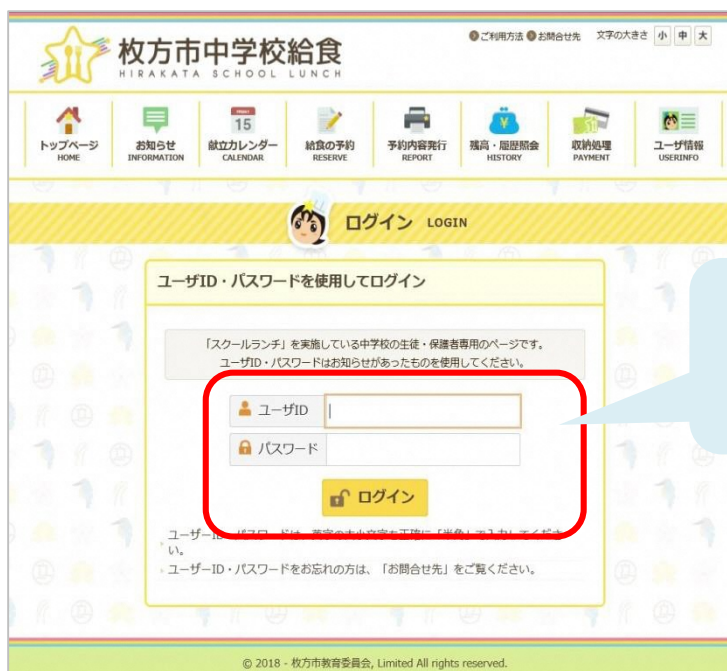 枚方市中学校給食
HIRAKATA SCHOOL LUNCH
ご利用方法 お問合せ先 文字の大きさ 小 中 大
トップページ
HOME
お知らせ
INFORMATION
15
献立カレンダー
CALENDAR
給食の予約
RESERVE
予約内容発行
REPORT
残高・履歴照会
HISTORY
収納処理
PAYMENT
ユーザ情報
USERINFO
ログイン LOGIN
ユーザID・パスワードを使用してログイン
「スクールランチ」を実施している中学校の生徒・保護者専用のページです。
ユーザID・パスワードはお知らせがあったものを使用してください。
ユーザID
パスワード
ログイン
ユーザーID・パスワードは、英字の大小文字を正確に「半角」で入力してくださ
い。
ユーザーID・パスワードをお忘れの方は、「お問合せ先」をご覧ください。
© 2018 - 枚方市教育委員会, Limited All rights reserved.